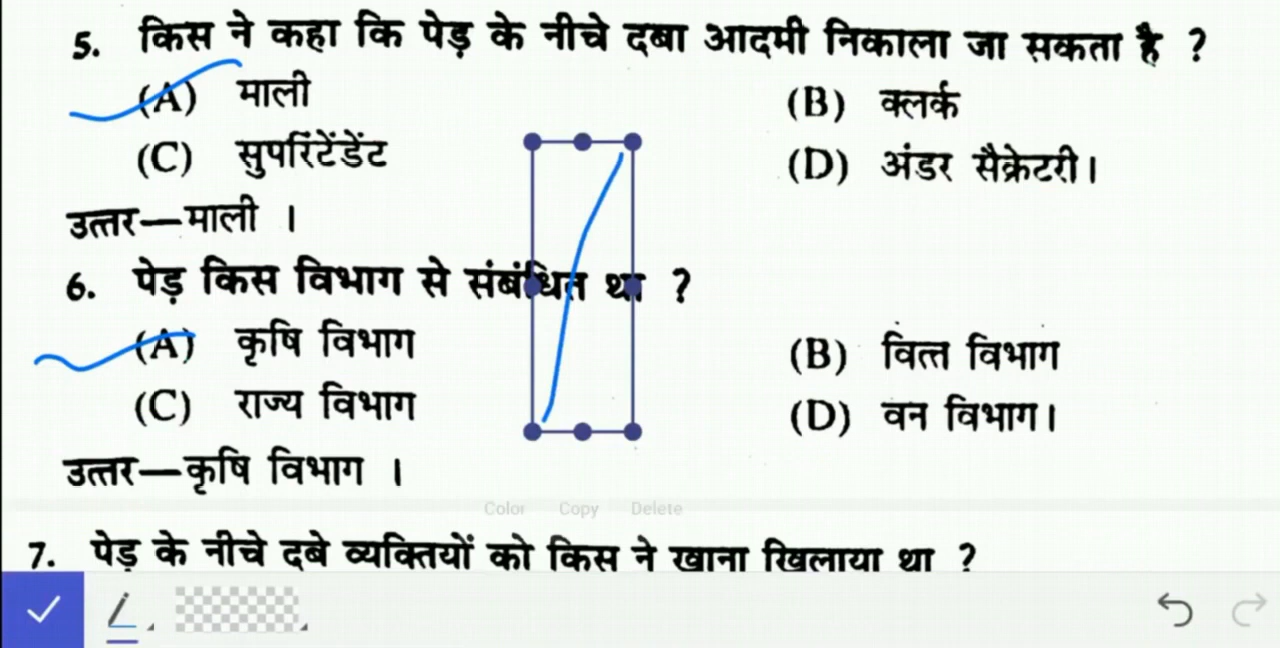 5. किस ने कहा कि पेड़ के नीचे दबा आदमी निकाला जा सकता है ?
(A) माली (B) क्लर्क
(C) सुपरिंटेंडेंट (D) अंडर सैक्रेटरी।
उत्तर—माली ।
6. पेड़ किस विभाग से संबंधित था ?
(A) कृषि विभाग (B) वित्त विभाग
(C) राज्य विभाग (D) वन विभाग।
उत्तर—कृषि विभाग ।
Color Copy Delete
7. पेड़ के नीचे दबे व्यक्तियों को किस ने खाना खिलाया था ?